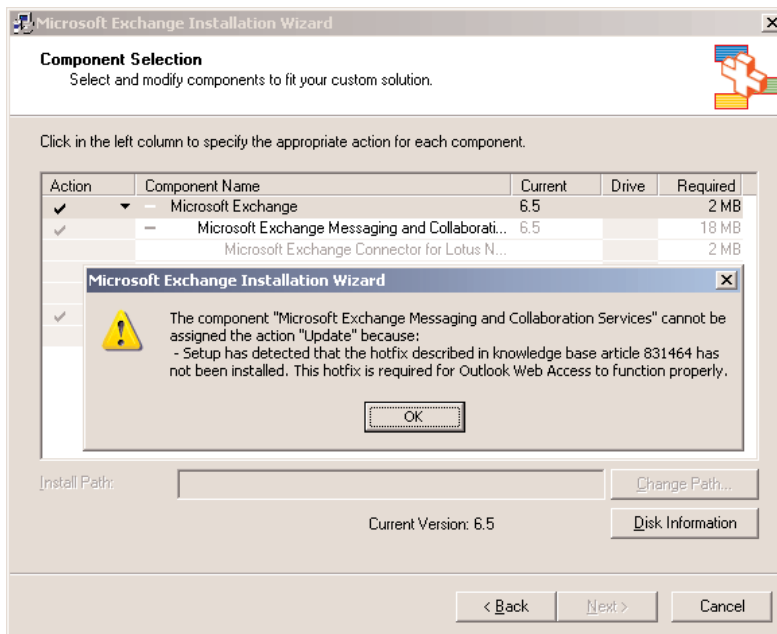 Microsoft Exchange Installation Wizard
Component Selection
Select and modify components to fit your custom solution.
Click in the left column to specify the appropriate action for each component.
Action Component Name Current Drive Required
Microsoft Exchange 6.5 2 MB
Microsoft Exchange Messaging and Collaborati... 6.5 18 MB
Microsoft Exchange Connector for Lotus N... 2 MB
Microsoft Exchange Installation Wizard
The component "Microsoft Exchange Messaging and Collaboration Services" cannot be
assigned the action "Update" because:
- Setup has detected that the hotfix described in knowledge base article 831464 has
not been installed. This hotfix is required for Outlook Web Access to function properly.
OK
Install Path: Change Path...
Current Version: 6.5 Disk Information
< Back Next > Cancel